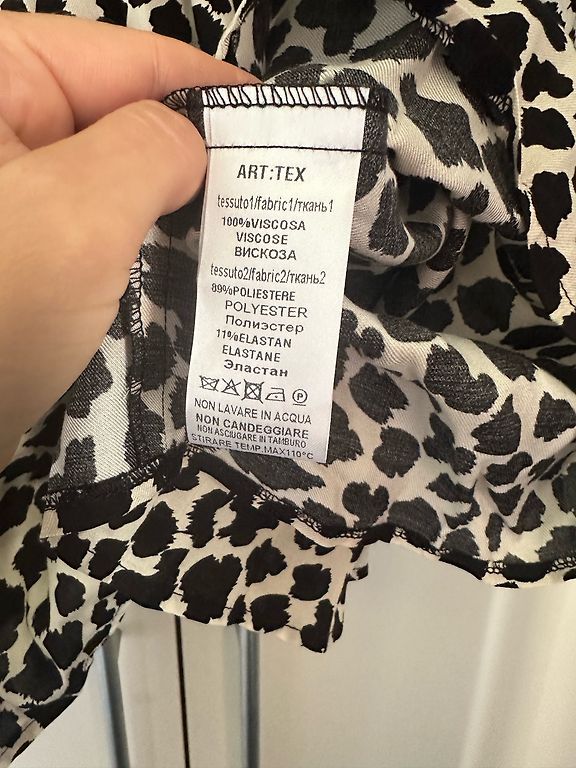 ART:TEX
tessuto1/fabric1/ткань1
100%VISCOSA
VISCOSE
ВИСКОЗА
tessuto2/fabric2/ткань2
89%POLIESTERE
POLYESTER
Полиэстер
11%ELASTAN
ELASTANE
Эластан
P
NON LAVARE IN ACQUA
NON CANDEGGIARE
NON ASCIUGARE IN TAMBURO
STIRARE TEMP.MAX110°C